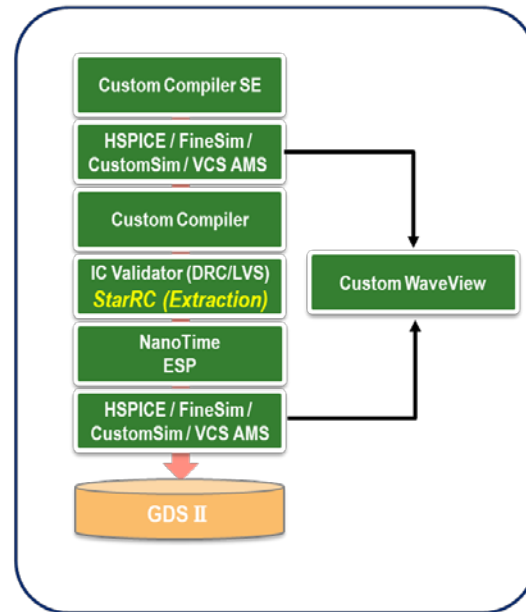 Custom Compiler SE
HSPICE / FineSim /
CustomSim / VCS AMS
Custom Compiler
IC Validator (DRC/LVS)
StarRC (Extraction)
Custom WaveView
NanoTime
ESP
HSPICE / FineSim /
CustomSim / VCS AMS
GDS Ⅱ